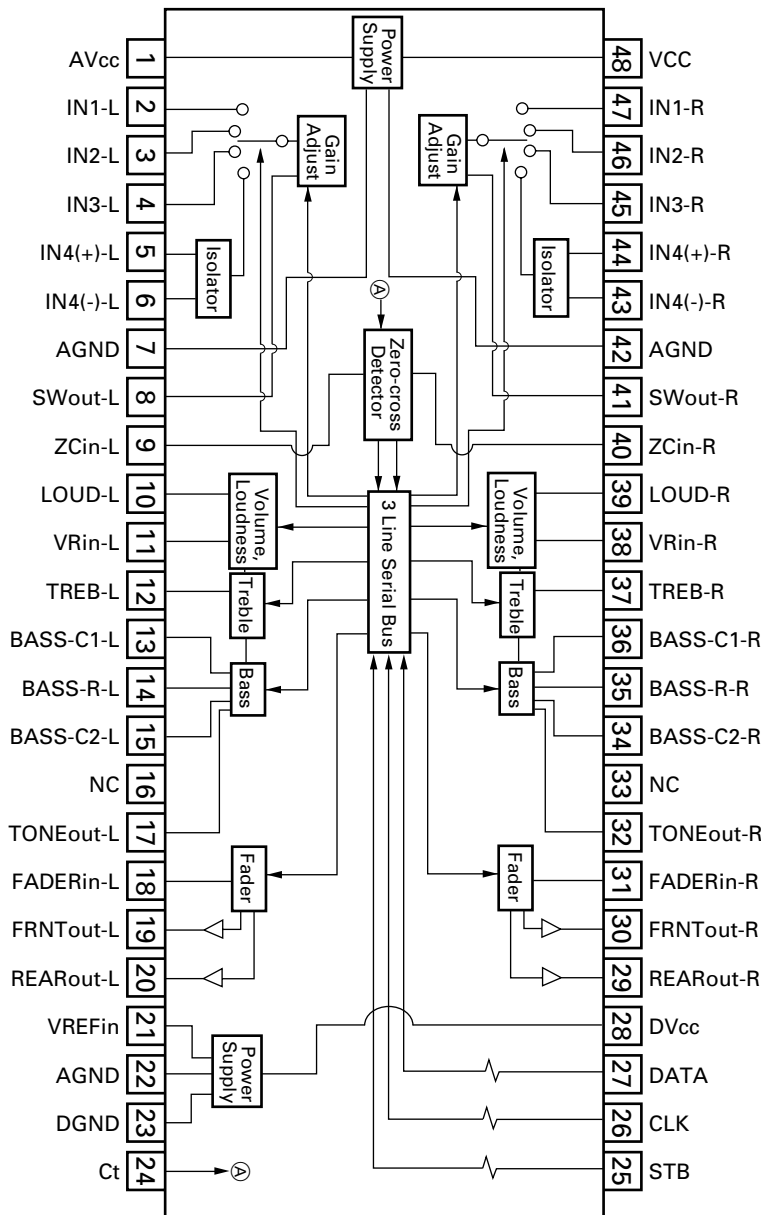 AVcc 1 Power Supply 48 VCC
IN1-L 2 47 IN1-R
IN2-L 3 Gain Adjust Gain Adjust 46 IN2-R
IN3-L 4 45 IN3-R
IN4(+)-L 5 Isolator Isolator 44 IN4(+)-R
IN4(-)-L 6 A 43 IN4(-)-R
AGND 7 Zero-cross Detector 42 AGND
SWout-L 8 41 SWout-R
ZCin-L 9 40 ZCin-R
LOUD-L 10 Volume, Loudness 3 Line Serial Bus Volume, Loudness 39 LOUD-R
VRin-L 11 38 VRin-R
TREB-L 12 Treble Treble 37 TREB-R
BASS-C1-L 13 36 BASS-C1-R
BASS-R-L 14 Bass Bass 35 BASS-R-R
BASS-C2-L 15 34 BASS-C2-R
NC 16 33 NC
TONEout-L 17 32 TONEout-R
FADERin-L 18 Fader Fader 31 FADERin-R
FRNTout-L 19 30 FRNTout-R
REARout-L 20 29 REARout-R
VREFin 21 28 DVcc
AGND 22 Power Supply 27 DATA
DGND 23 26 CLK
Ct 24 A 25 STB